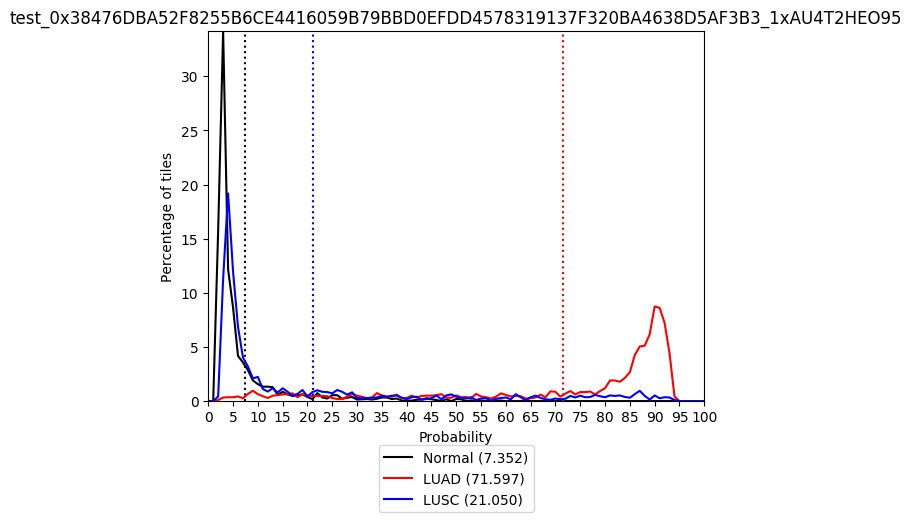 test_0x38476DBA52F8255B6CE4416059B79BBD0EFDD4578319137F320BA4638D5AF3B3_1xAU4T2HEO95
30
25
20
15
10
5
0
Percentage of tiles
0 5 10 15 20 25 30 35 40 45 50 55 60 65 70 75 80 85 90 95 100
Probability
Normal (7.352)
LUAD (71.597)
LUSC (21.050)